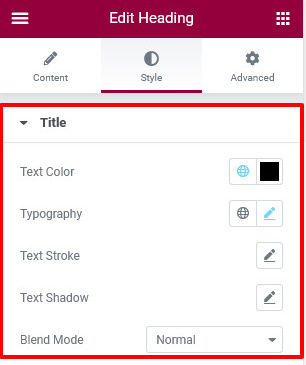 Edit Heading
Content Style Advanced
Title
Text Color
Typography
Text Stroke
Text Shadow
Blend Mode Normal